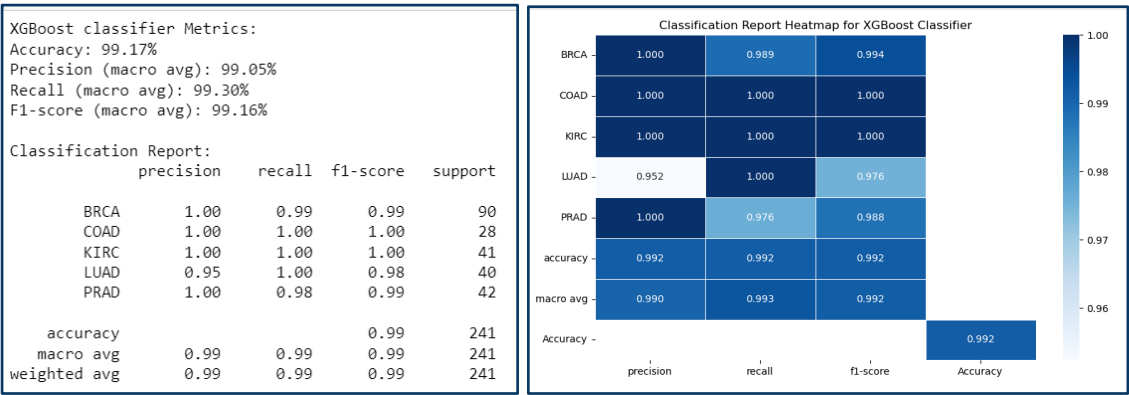 XGBoost classifier Metrics:
Accuracy: 99.17%
Precision (macro avg): 99.05%
Recall (macro avg): 99.30%
F1-score (macro avg): 99.16%
Classification Report:
precision recall f1-score support
BRCA 1.00 0.99 0.99 90
COAD 1.00 1.00 1.00 28
KIRC 1.00 1.00 1.00 41
LUAD 0.95 1.00 0.98 40
PRAD 1.00 0.98 0.99 42
accuracy 0.99 241
macro avg 0.99 0.99 0.99 241
weighted avg 0.99 0.99 0.99 241
Classification Report Heatmap for XGBoost Classifier
BRCA 1.000 0.989 0.994
COAD 1.000 1.000 1.000
KIRC 1.000 1.000 1.000
LUAD 0.952 1.000 0.976
PRAD 1.000 0.976 0.988
accuracy 0.992 0.992 0.992
macro avg 0.990 0.993 0.992
Accuracy 0.992
precision recall f1-score Accuracy
1.00
0.99
0.98
0.97
0.96